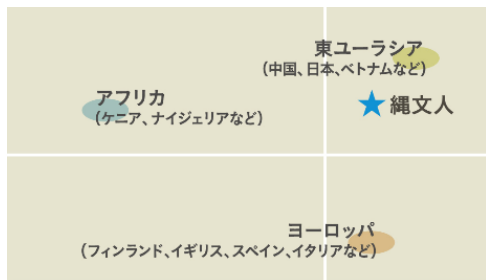 東ユーラシア
(中国、日本、ベトナムなど)
アフリカ
(ケニア、ナイジェリアなど)
縄文人
ヨーロッパ
(フィンランド、イギリス、スペイン、イタリアなど)